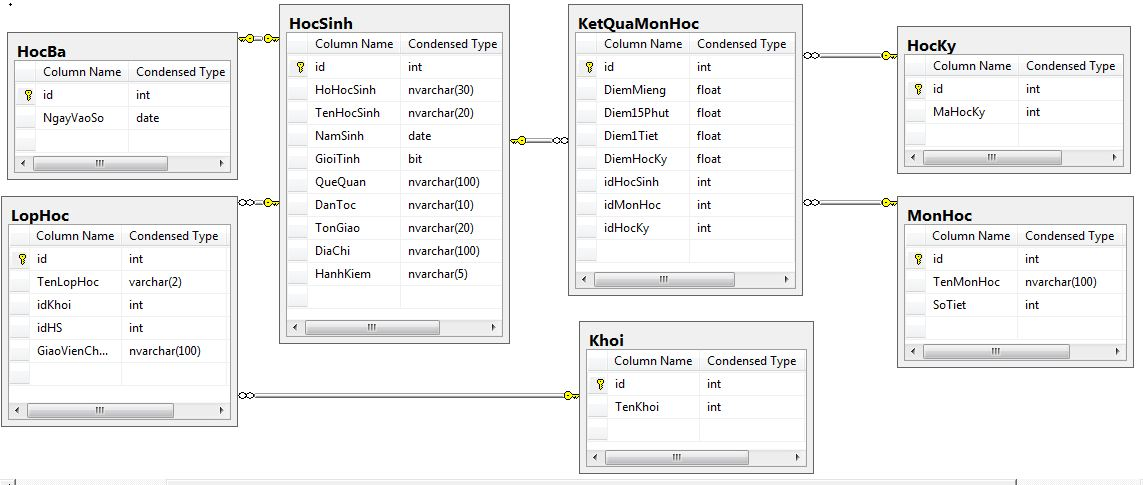 HocBa
Column Name Condensed Type
id int
NgayVaoSo date
HocSinh
Column Name Condensed Type
id int
HoHocSinh nvarchar(30)
TenHocSinh nvarchar(20)
NamSinh date
GioiTinh bit
QueQuan nvarchar(100)
DanToc nvarchar(10)
TonGiao nvarchar(20)
DiaChi nvarchar(100)
HanhKiem nvarchar(5)
KetQuaMonHoc
Column Name Condensed Type
id int
DiemMieng float
Diem15Phut float
Diem1Tiet float
DiemHocKy float
idHocSinh int
idMonHoc int
idHocKy int
HocKy
Column Name Condensed Type
id int
MaHocKy int
LopHoc
Column Name Condensed Type
id int
TenLopHoc varchar(2)
idKhoi int
idHS int
GiaoVienCh... nvarchar(100)
MonHoc
Column Name Condensed Type
id int
TenMonHoc nvarchar(100)
SoTiet int
Khoi
Column Name Condensed Type
id int
TenKhoi int